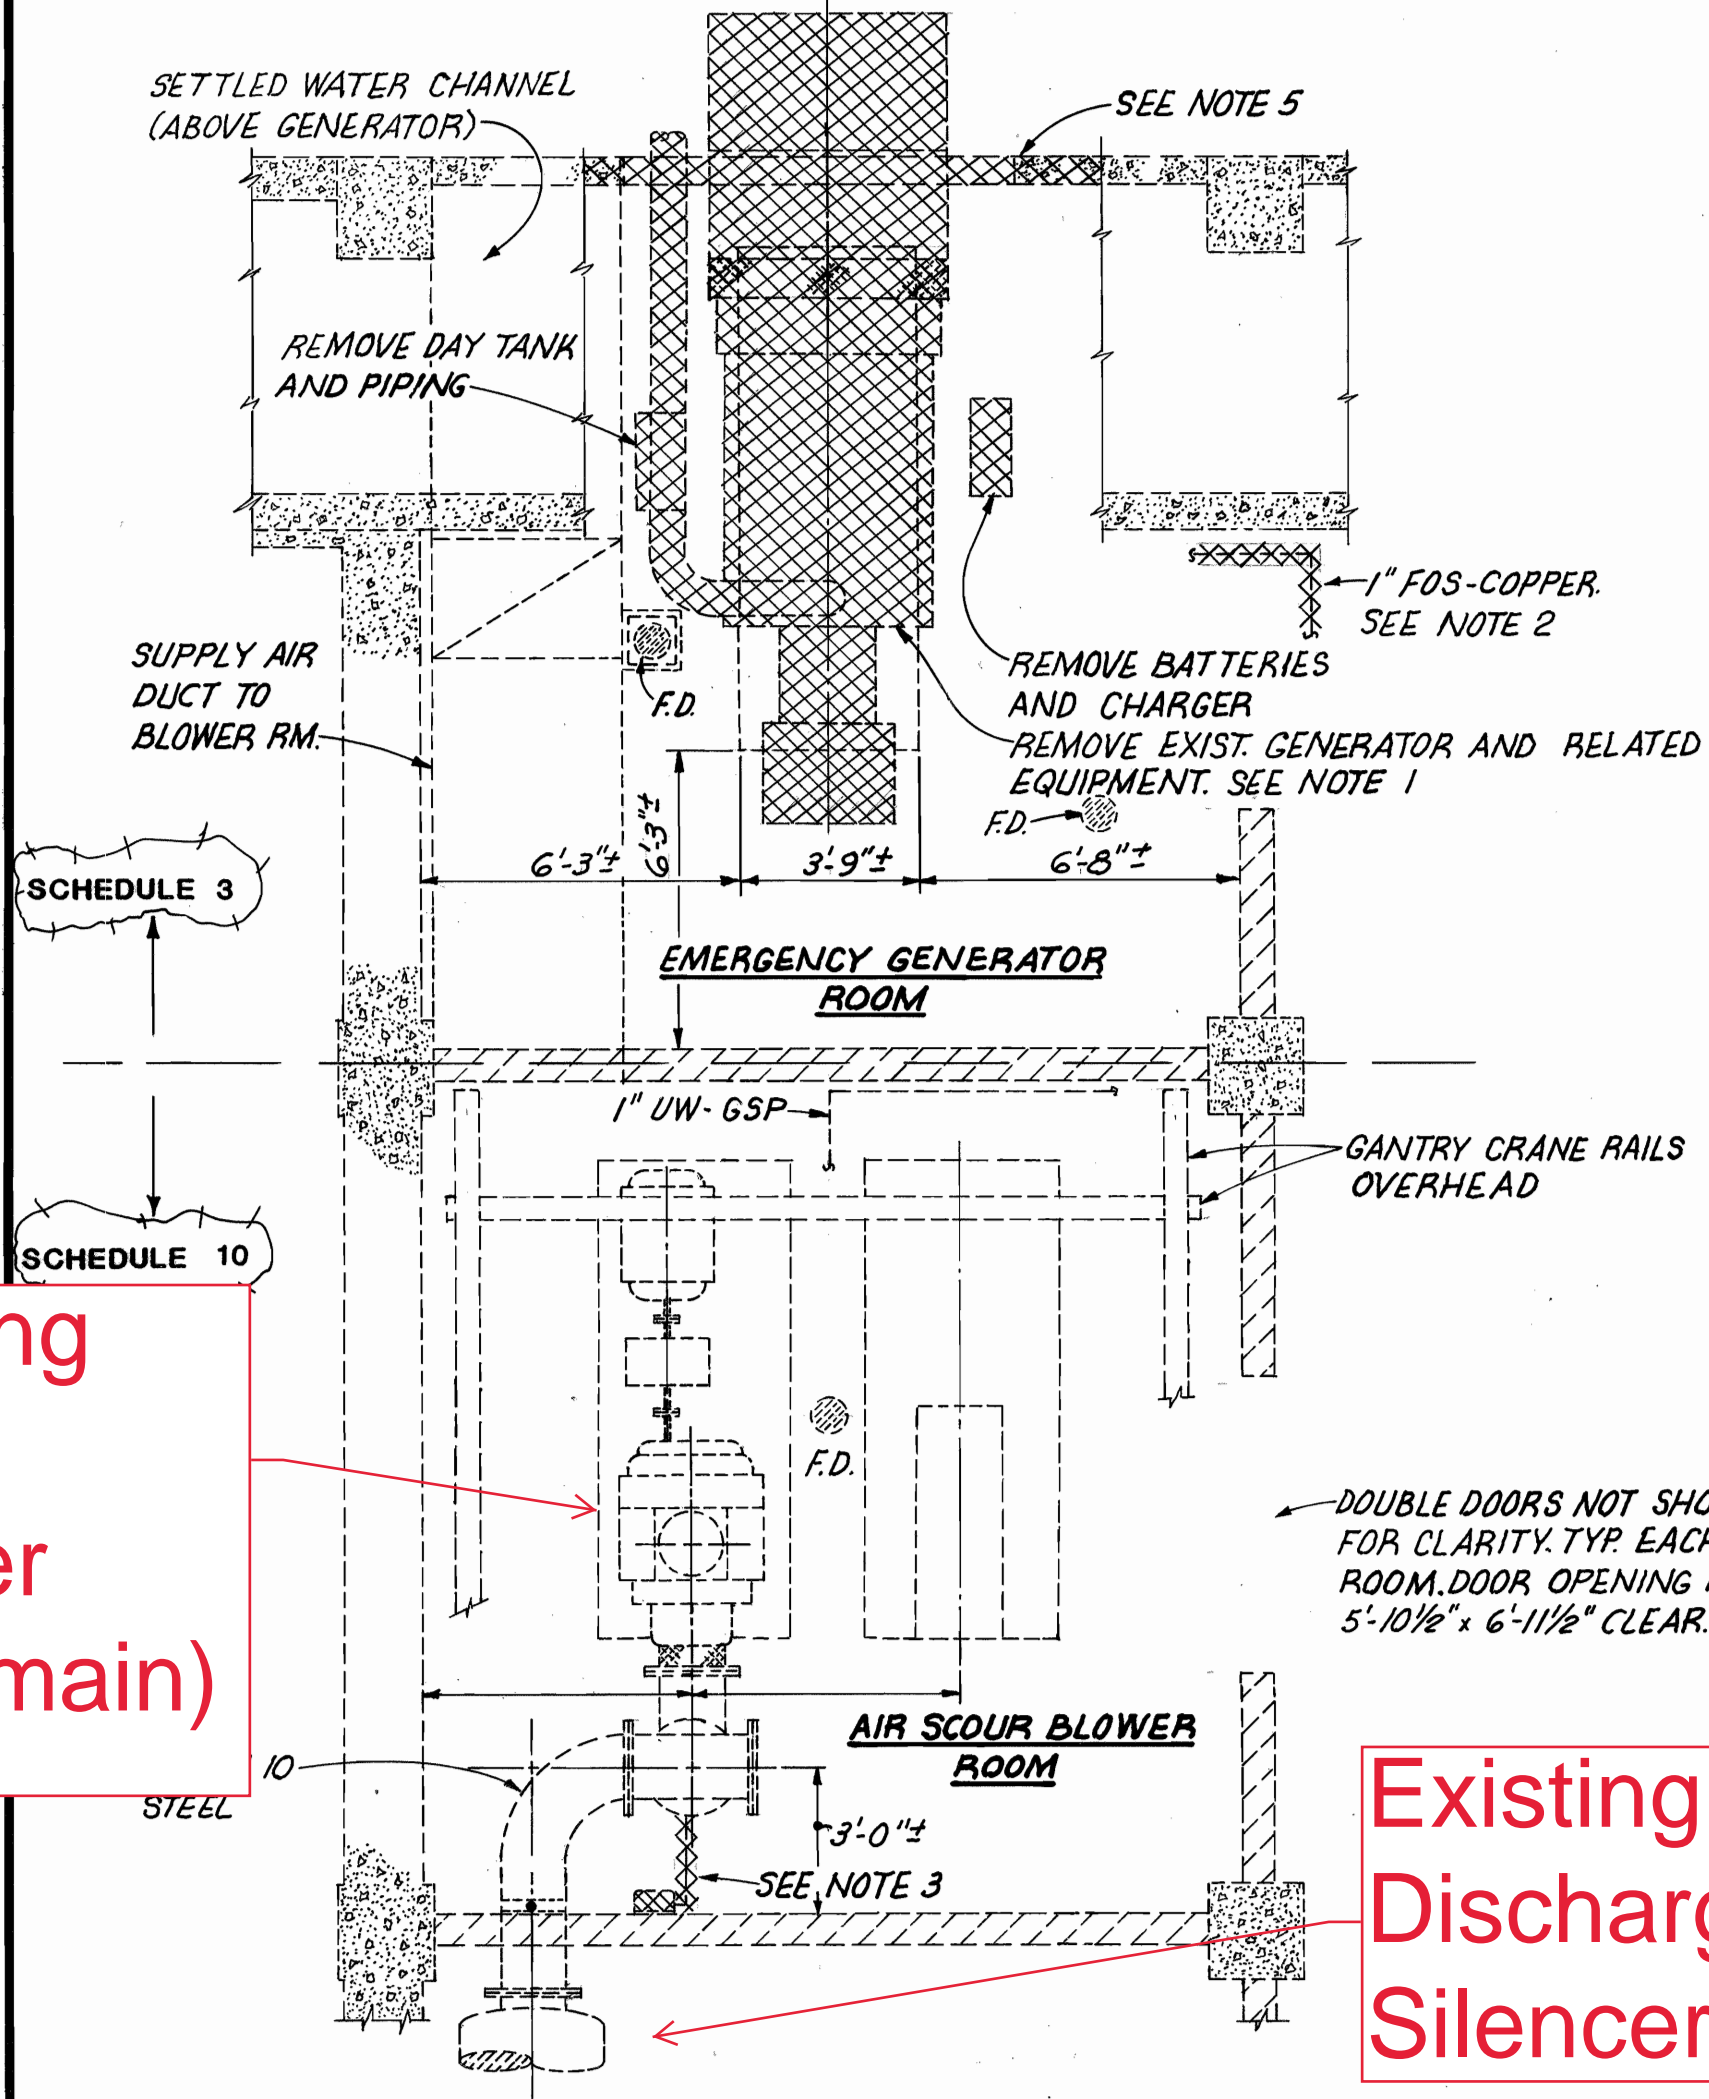 SETTLED WATER CHANNEL
(ABOVE GENERATOR)
SEE NOTE 5
REMOVE DAY TANK
AND PIPING
1" FOS-COPPER.
SEE NOTE 2
SUPPLY AIR
DUCT TO
BLOWER RM.
F.D.
REMOVE BATTERIES
AND CHARGER
REMOVE EXIST. GENERATOR AND RELATED
EQUIPMENT. SEE NOTE 1
F.D.
6'-3"±
6'-3"±
3'-9"±
6'-8"±
SCHEDULE 3
EMERGENCY GENERATOR
ROOM
1" UW-GSP
GANTRY CRANE RAILS
OVERHEAD
SCHEDULE 10
ng
F.D.
er
main)
DOUBLE DOORS NOT SHO
FOR CLARITY. TYP. EACH
ROOM. DOOR OPENING
5'-10½" x 6'-11½" CLEAR.
AIR SCOUR BLOWER
ROOM
10
STEEL
3'-0"±
SEE NOTE 3
Existing
Discharg
Silencer